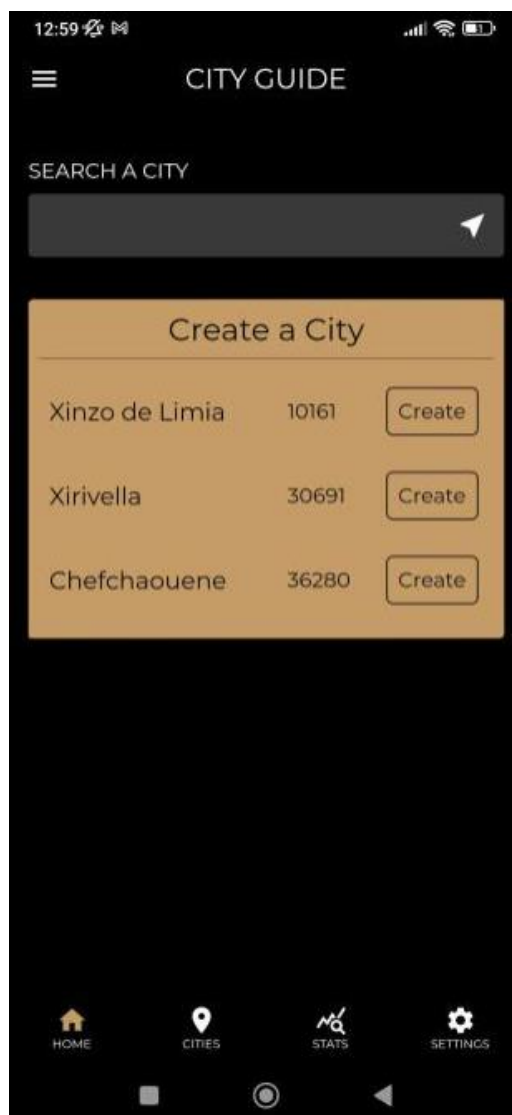 12:59
CITY GUIDE
SEARCH A CITY
Create a City
Xinzo de Limia 10161 Create
Xirivella 30691 Create
Chefchaouene 36280 Create
HOME CITIES STATS SETTINGS